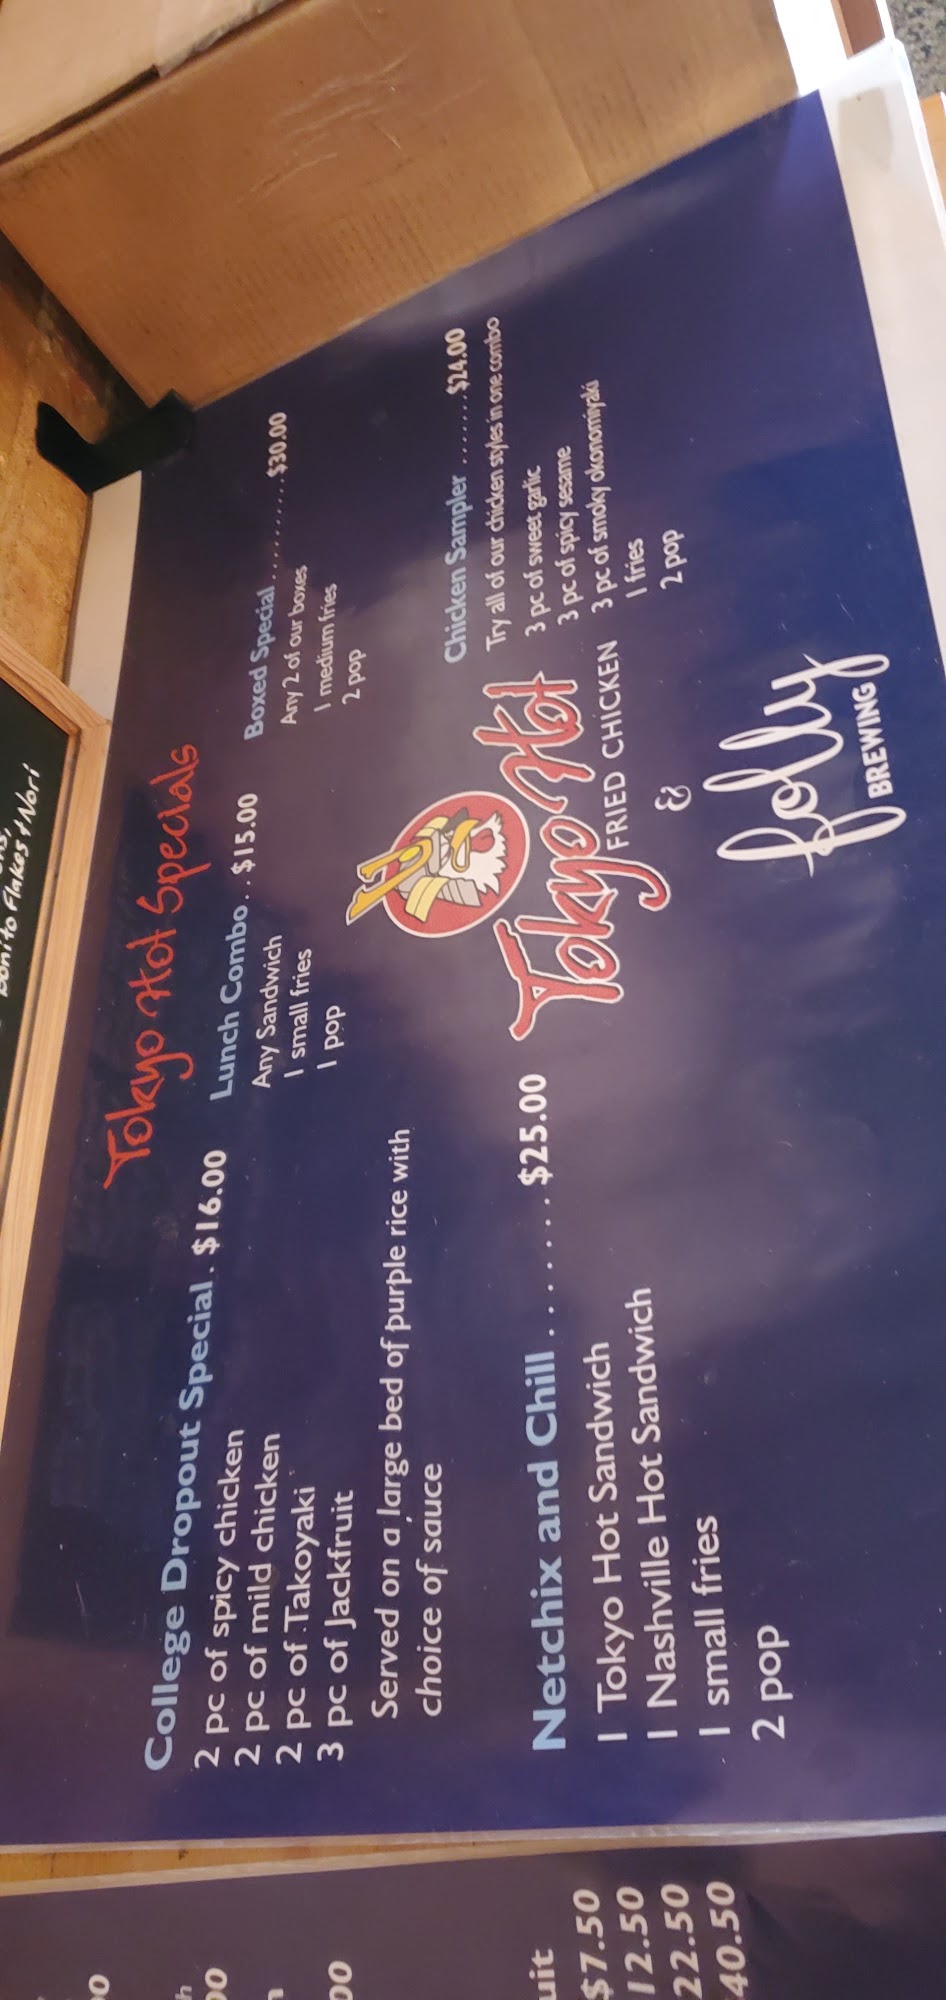 Bonito Flakes + Nori
Tokyo Hot Specials
College Dropout Special . $16.00
2 pc of spicy chicken
2 pc of mild chicken
2 pc of Takoyaki
3 pc of Jackfruit
Served on a large bed of purple rice with
choice of sauce
Lunch Combo . . $15.00
Any Sandwich
1 small fries
1 pop
Boxed Special . . . . . . . . . . $30.00
Any 2 of our boxes
1 medium fries
2 pop
Netchix and Chill . . . . . . . $25.00
1 Tokyo Hot Sandwich
1 Nashville Hot Sandwich
1 small fries
2 pop
Tokyo Hot
FRIED CHICKEN
&
folly
BREWING
Chicken Sampler . . . . . . . $24.00
Try all of our chicken styles in one combo
3 pc of sweet garlic
3 pc of spicy sesame
3 pc of smoky okonomiyaki
1 fries
2 pop
$7.50
12.50
22.50
40.50